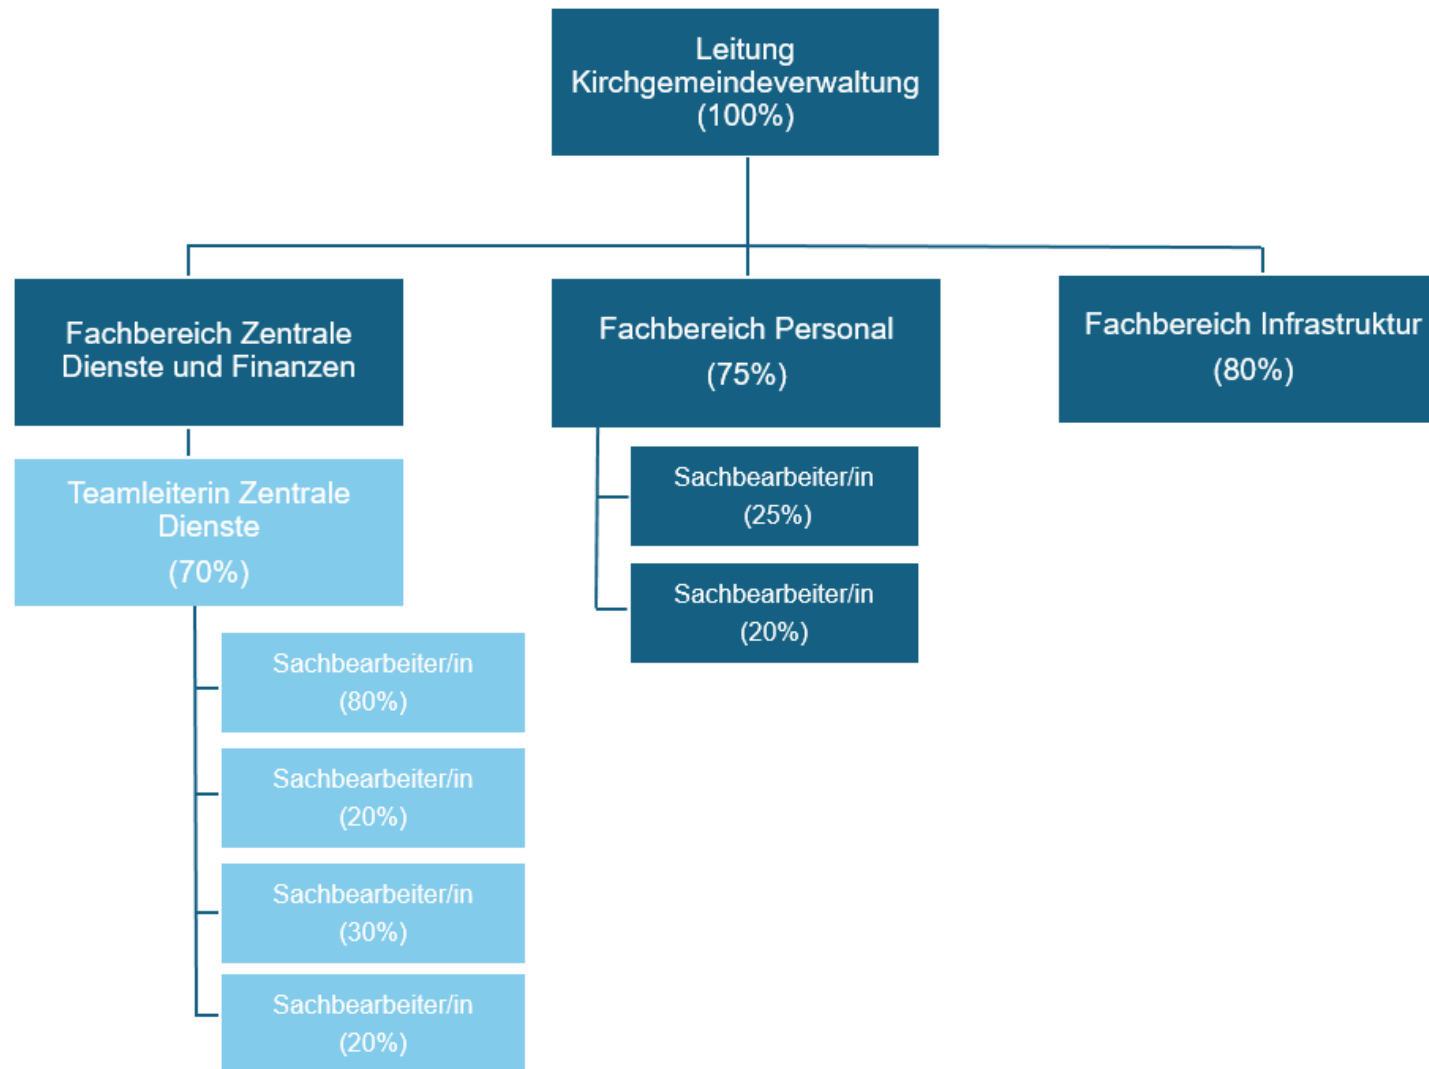 Leitung
Kirchgemeindeverwaltung
(100%)
Fachbereich Zentrale
Dienste und Finanzen
Fachbereich Personal
(75%)
Fachbereich Infrastruktur
(80%)
Teamleiterin Zentrale
Dienste
(70%)
Sachbearbeiter/in
(80%)
Sachbearbeiter/in
(20%)
Sachbearbeiter/in
(30%)
Sachbearbeiter/in
(20%)
Sachbearbeiter/in
(25%)
Sachbearbeiter/in
(20%)